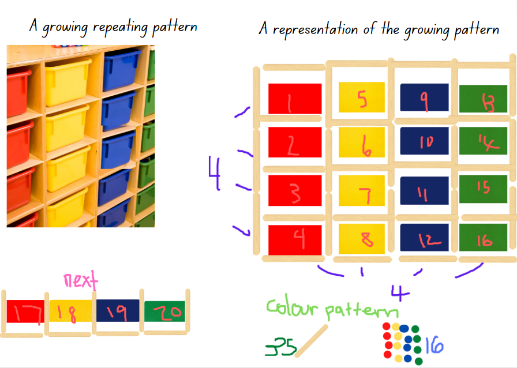 A growing repeating pattern
A representation of the growing pattern
1 5 9 13
2 6 10 14
4
3 7 11 15
4 8 12 16
next
4
17 18 19 20
colour pattern
35
16